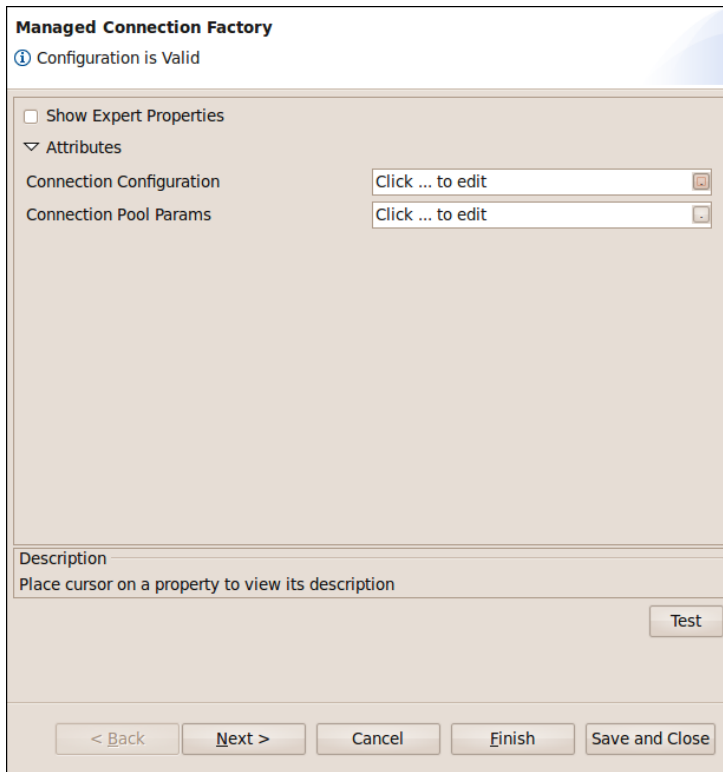 Managed Connection Factory
Configuration is Valid
Show Expert Properties
Attributes
Connection Configuration Click ... to edit .
Connection Pool Params Click ... to edit .
Description
Place cursor on a property to view its description
Test
< Back Next > Cancel Finish Save and Close